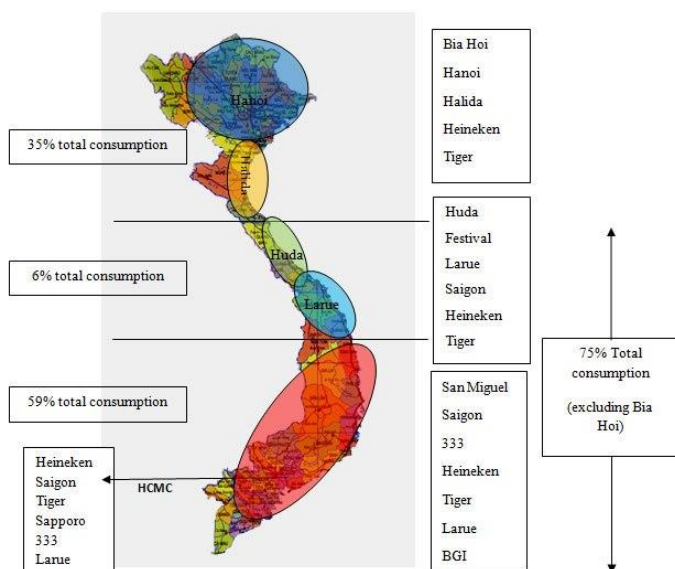 Bia Hoi
Hanoi
Halida
Heineken
Tiger
Hanoi
35% total consumption
Halida
Huda
Festival
Larue
Saigon
Heineken
Tiger
Huda
6% total consumption
Larue
75% Total
consumption
(excluding Bia
Hoi)
59% total consumption
San Miguel
Saigon
333
Heineken
Tiger
Larue
BGI
HCMC
Heineken
Saigon
Tiger
Sapporo
333
Larue